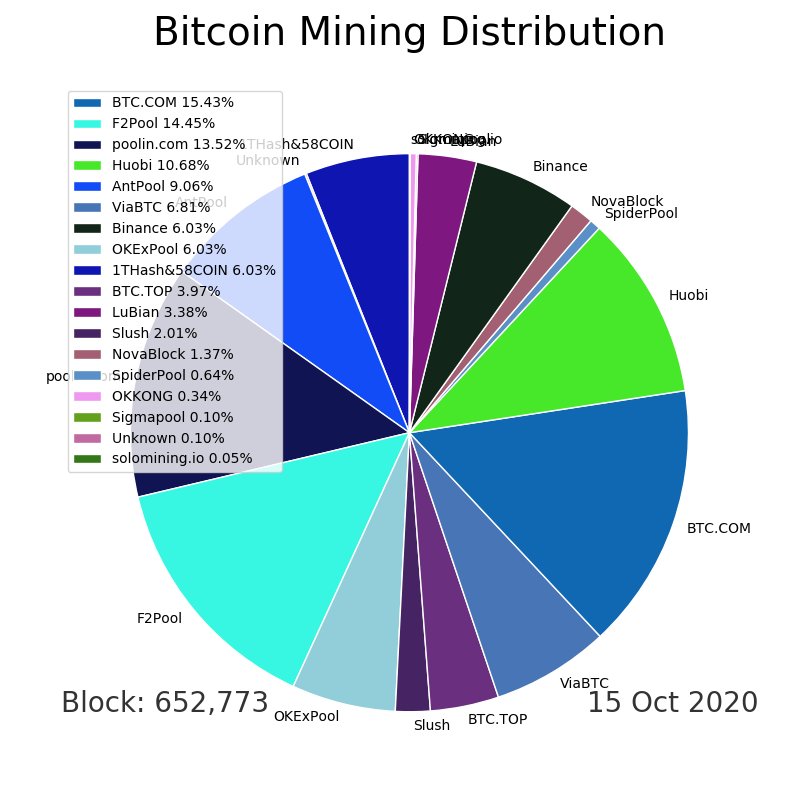 Bitcoin Mining Distribution
BTC.COM 15.43%
F2Pool 14.45%
poolin.com 13.52%
Huobi 10.68%
AntPool 9.06%
ViaBTC 6.81%
Binance 6.03%
OKExPool 6.03%
1THash&58COIN 6.03%
BTC.TOP 3.97%
LuBian 3.38%
Slush 2.01%
NovaBlock 1.37%
SpiderPool 0.64%
OKKONG 0.34%
Sigmapool 0.10%
Unknown 0.10%
solomining.io 0.05%
1THash&58COIN
Unknown
AntPool
Binance
NovaBlock
SpiderPool
Huobi
BTC.COM
F2Pool
ViaBTC
OKExPool
BTC.TOP
Slush
Block: 652,773
15 Oct 2020